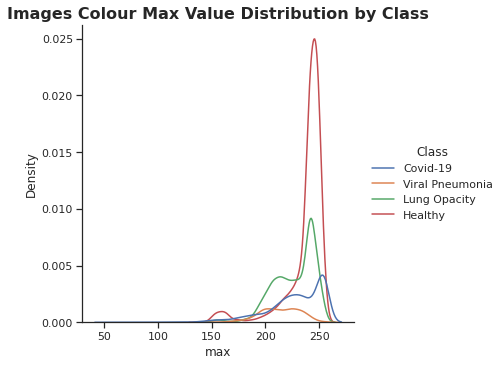 Images Colour Max Value Distribution by Class
0.025
0.020
0.015
0.010
0.005
0.000
Density
50 100 150 200 250
max
Class
Covid-19
Viral Pneumonia
Lung Opacity
Healthy